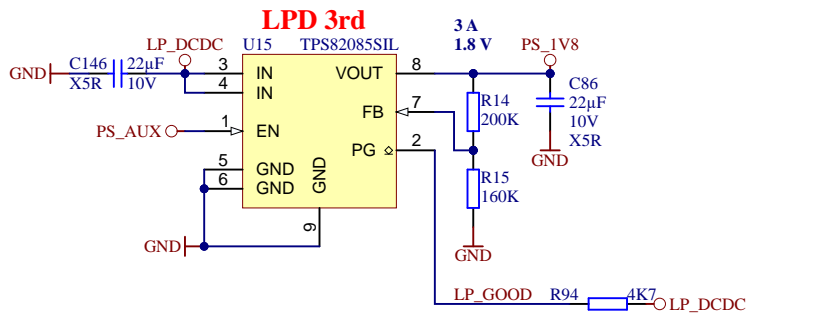 LPD 3rd
3 A
1.8 V
LP_DCDC
U15 TPS82085SIL
PS_1V8
C146 22µF
GND
X5R 10V
3 IN
4 IN
VOUT 8
C86
22µF
10V
X5R
GND
R14
200K
FB 7
PS_AUX 1 EN
PG 2
5 GND
6 GND
GND
9
R15
160K
GND
GND
LP_GOOD R94 4K7 LP_DCDC